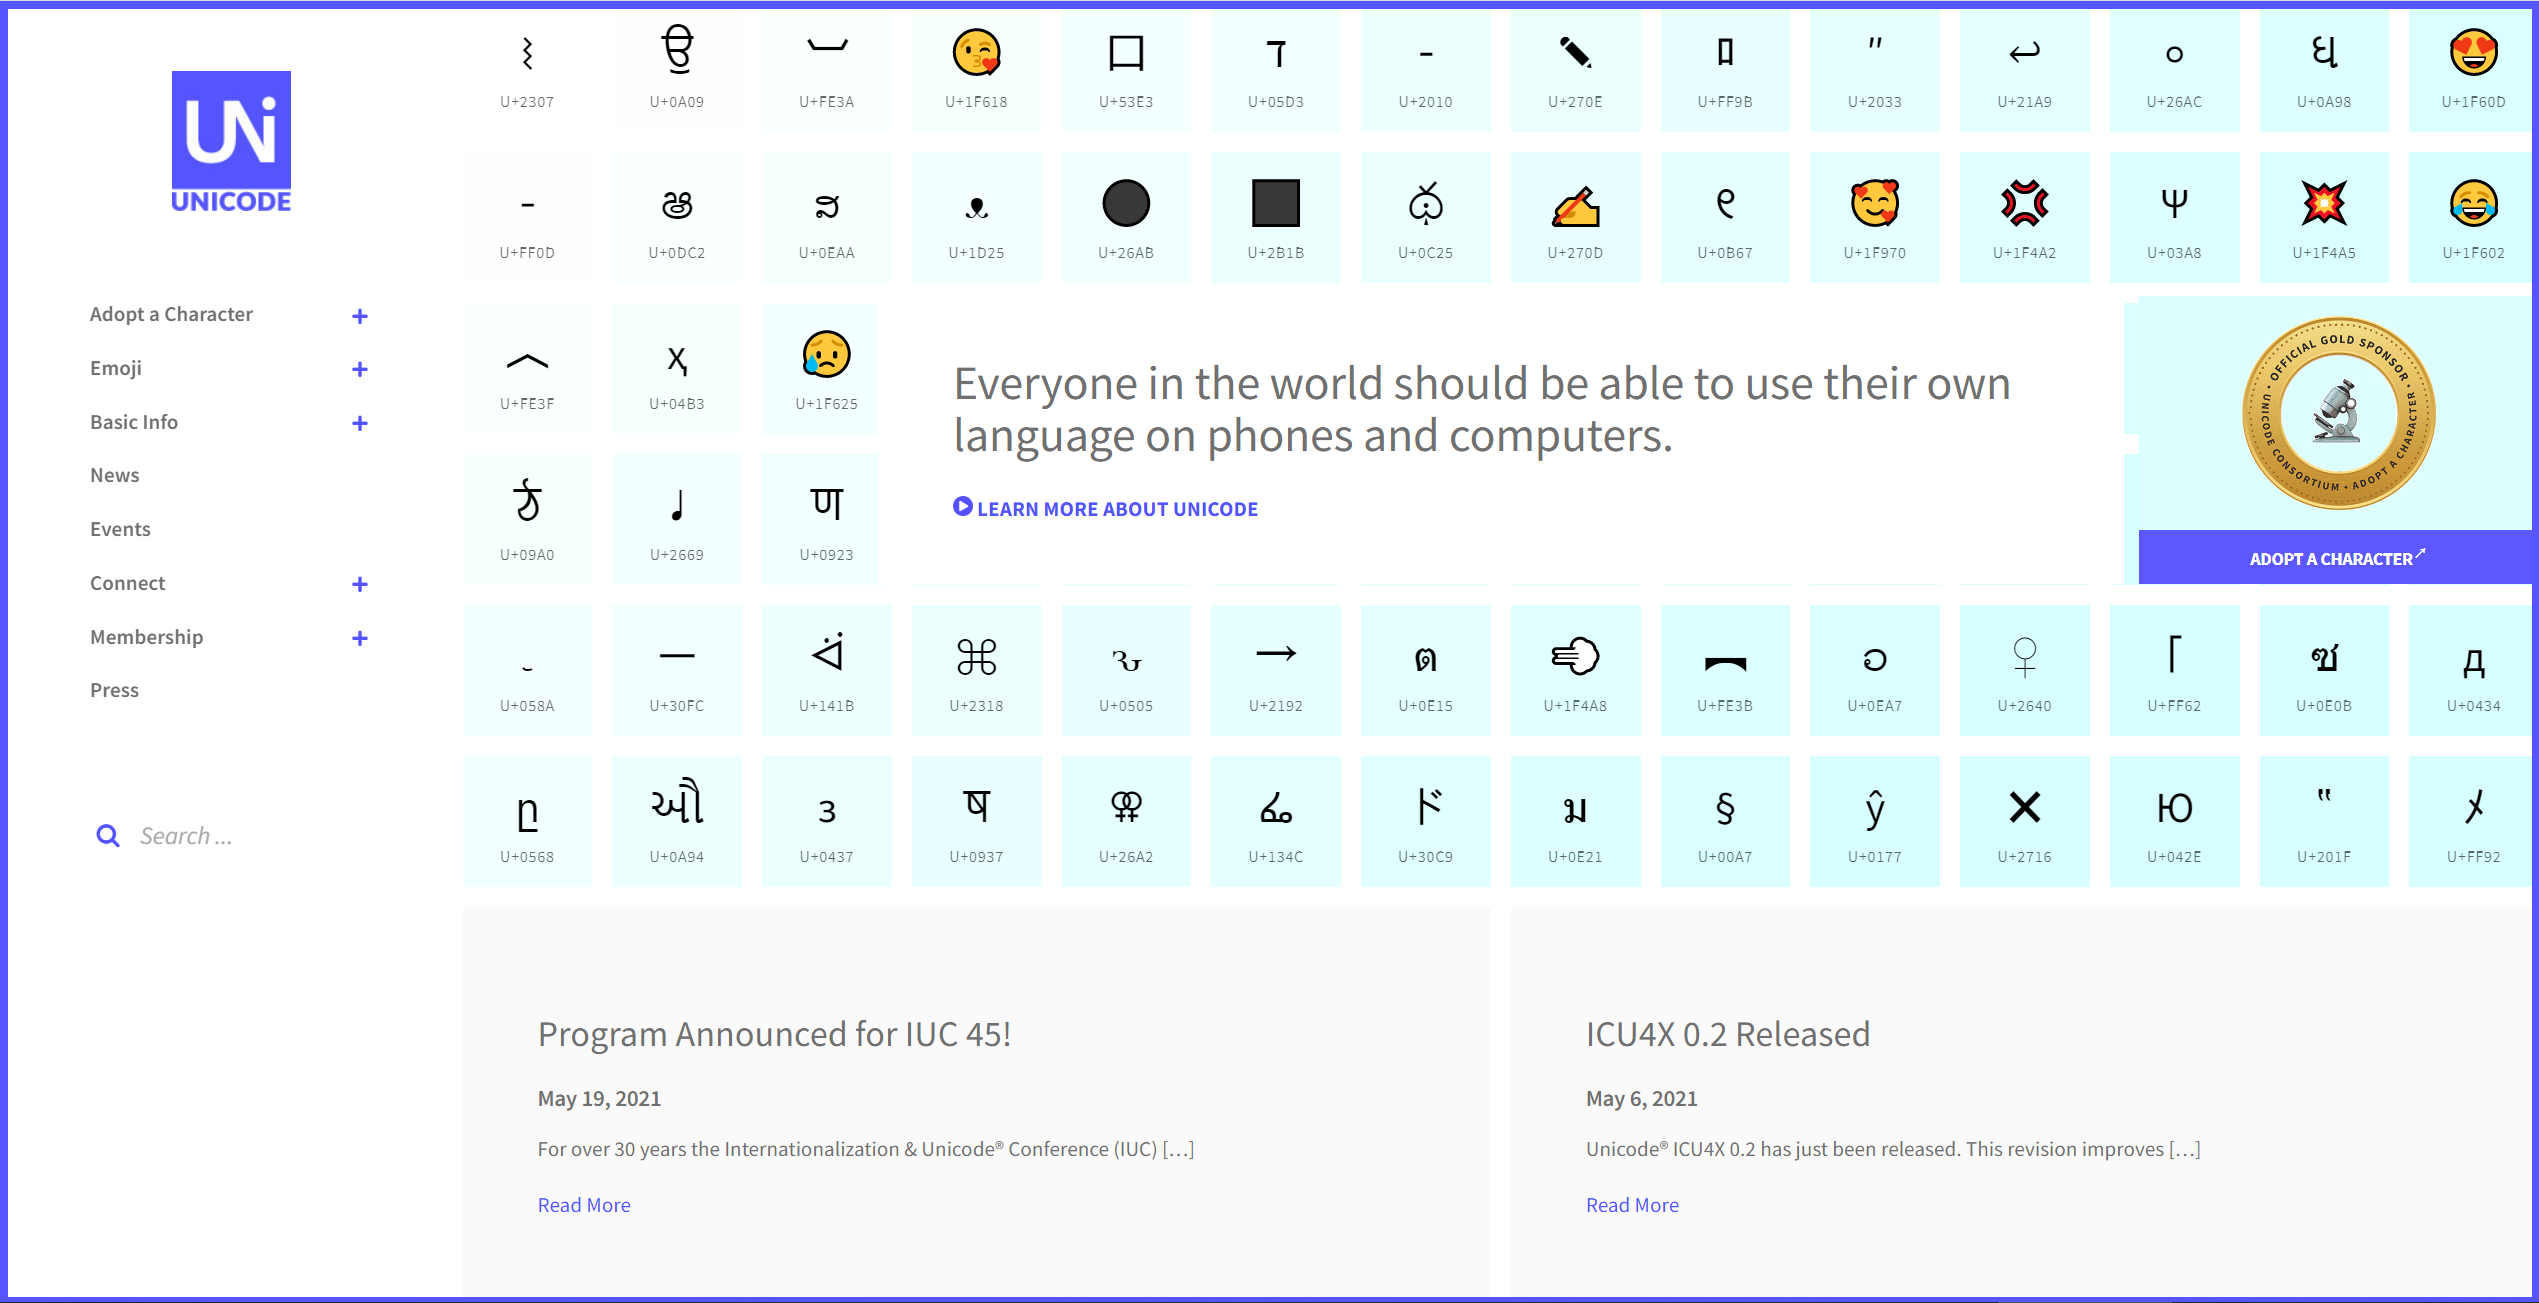 UNi
UNICODE
Adopt a Character +
Emoji +
Basic Info +
News
Events
Connect +
Membership +
Press
Search ...
⌇ ਉ ︺ 😘 口 ד ‐ ✎ ロ ″ ↩ ⚬ ઘ 😍
U+2307 U+0A09 U+FE3A U+1F618 U+53E3 U+05D3 U+2010 U+270E U+FF9B U+2033 U+21A9 U+26AC U+0A98 U+1F60D
- ෂ ສ ᴥ ⚫ ⬛ థ ✍ ୧ 🥰 💢 Ψ 💥 😂
U+FF0D U+0DC2 U+0EAA U+1D25 U+26AB U+2B1B U+0C25 U+270D U+0B67 U+1F970 U+1F4A2 U+03A8 U+1F4A5 U+1F602
︿ ҳ 😥
U+FE3F U+04B3 U+1F625
ঠ ♩ ण
U+09A0 U+2669 U+0923
Everyone in the world should be able to use their own
language on phones and computers.
LEARN MORE ABOUT UNICODE
• OFFICIAL GOLD SPONSOR •
UNICODE CONSORTIUM • ADOPT A CHARACTER
ADOPT A CHARACTER
֊ ー ᐛ ⌘ ԅ → ต 💨 ︻ ວ ♀ 「 ซ д
U+058A U+30FC U+141B U+2318 U+0505 U+2192 U+0E15 U+1F4A8 U+FE3B U+0EA7 U+2640 U+FF62 U+0E0B U+0434
ը ઔ з ष ⚢ ፌ ド ม § ŷ ✖ Ю ‟ メ
U+0568 U+0A94 U+0437 U+0937 U+26A2 U+134C U+30C9 U+0E21 U+00A7 U+0177 U+2716 U+042E U+201F U+FF92
Program Announced for IUC 45!
May 19, 2021
For over 30 years the Internationalization & Unicode® Conference (IUC) […]
Read More
ICU4X 0.2 Released
May 6, 2021
Unicode® ICU4X 0.2 has just been released. This revision improves […]
Read More